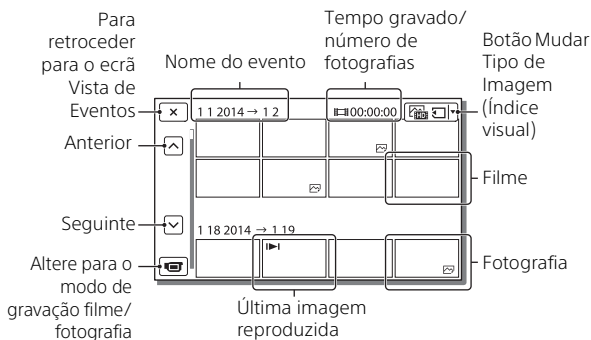 Para
retroceder
para o ecrã
Vista de
Eventos
Nome do evento
Tempo gravado/
número de
fotografias
Botão Mudar
Tipo de
Imagem
(Índice
visual)
1 1 2014 → 1 2
00:00:00
HD
Anterior
Filme
Seguinte
1 18 2014 → 1 19
Altere para o
modo de
gravação filme/
fotografia
Fotografia
Última imagem
reproduzida